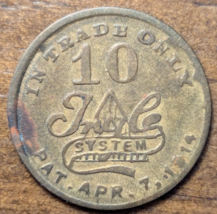 IN TRADE ONLY
10
SYSTEM
PAT. APR. 7, 1914